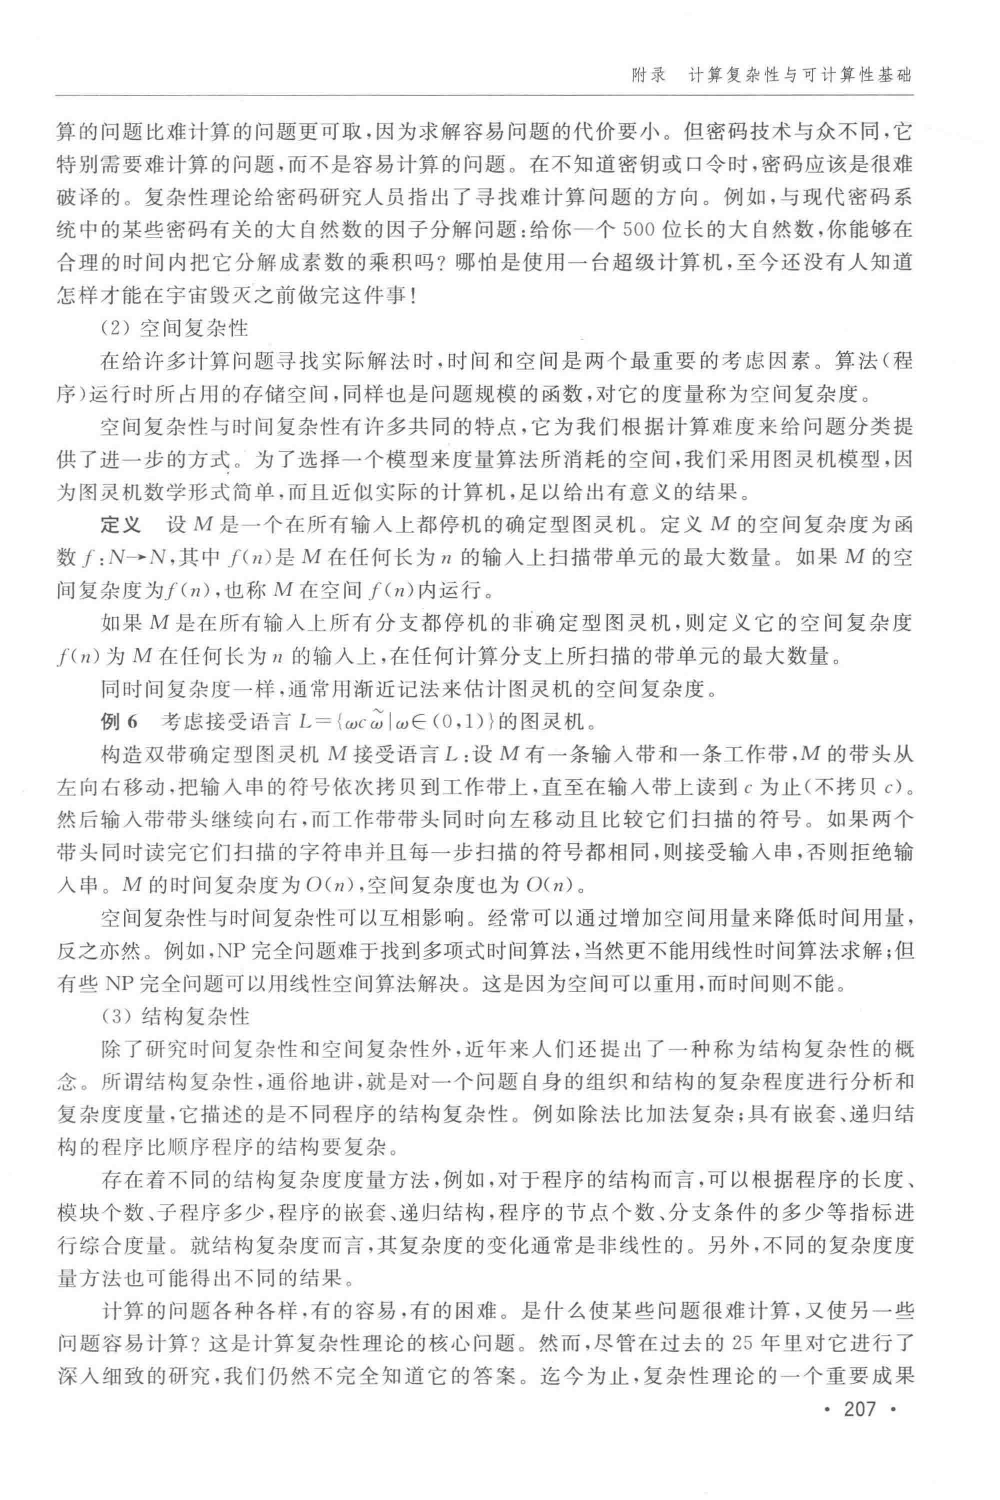 附录 计算复杂性与可计算性基础
算的问题比难计算的问题更可取,因为求解容易问题的代价要小。但密码技术与众不同,它
特别需要难计算的问题,而不是容易计算的问题。在不知道密钥或口令时,密码应该是很难
破译的。复杂性理论给密码研究人员指出了寻找难计算问题的方向。例如,与现代密码系
统中的某些密码有关的大自然数的因子分解问题:给你一个 500 位长的大自然数,你能够在
合理的时间内把它分解成素数的乘积吗? 哪怕是使用一台超级计算机,至今还没有人知道
怎样才能在宇宙毁灭之前做完这件事!
(2) 空间复杂性
在给许多计算问题寻找实际解法时,时间和空间是两个最重要的考虑因素。算法(程
序)运行时所占用的存储空间,同样也是问题规模的函数,对它的度量称为空间复杂度。
空间复杂性与时间复杂性有许多共同的特点,它为我们根据计算难度来给问题分类提
供了进一步的方式。为了选择一个模型来度量算法所消耗的空间,我们采用图灵机模型,因
为图灵机数学形式简单,而且近似实际的计算机,足以给出有意义的结果。
定义 设 M 是一个在所有输入上都停机的确定型图灵机。定义 M 的空间复杂度为函
数 f:N→N,其中 f(n)是 M 在任何长为 n 的输入上扫描带单元的最大数量。如果 M 的空
间复杂度为f(n),也称 M 在空间 f(n)内运行。
如果 M 是在所有输入上所有分支都停机的非确定型图灵机,则定义它的空间复杂度
f(n)为 M 在任何长为 n 的输入上,在任何计算分支上所扫描的带单元的最大数量。
同时间复杂度一样,通常用渐近记法来估计图灵机的空间复杂度。
例 6 考虑接受语言 L={ωcω̃|ω∈(0,1)}的图灵机。
构造双带确定型图灵机 M 接受语言 L:设 M 有一条输入带和一条工作带,M 的带头从
左向右移动,把输入串的符号依次拷贝到工作带上,直至在输入带上读到 c 为止(不拷贝 c)。
然后输入带带头继续向右,而工作带带头同时向左移动且比较它们扫描的符号。如果两个
带头同时读完它们扫描的字符串并且每一步扫描的符号都相同,则接受输入串,否则拒绝输
入串。M 的时间复杂度为 O(n),空间复杂度也为 O(n)。
空间复杂性与时间复杂性可以互相影响。经常可以通过增加空间用量来降低时间用量,
反之亦然。例如,NP 完全问题难于找到多项式时间算法,当然更不能用线性时间算法求解;但
有些 NP 完全问题可以用线性空间算法解决。这是因为空间可以重用,而时间则不能。
(3) 结构复杂性
除了研究时间复杂性和空间复杂性外,近年来人们还提出了一种称为结构复杂性的概
念。所谓结构复杂性,通俗地讲,就是对一个问题自身的组织和结构的复杂程度进行分析和
复杂度度量,它描述的是不同程序的结构复杂性。例如除法比加法复杂;具有嵌套、递归结
构的程序比顺序程序的结构要复杂。
存在着不同的结构复杂度度量方法,例如,对于程序的结构而言,可以根据程序的长度、
模块个数、子程序多少,程序的嵌套、递归结构,程序的节点个数、分支条件的多少等指标进
行综合度量。就结构复杂度而言,其复杂度的变化通常是非线性的。另外,不同的复杂度度
量方法也可能得出不同的结果。
计算的问题各种各样,有的容易,有的困难。是什么使某些问题很难计算,又使另一些
问题容易计算? 这是计算复杂性理论的核心问题。然而,尽管在过去的 25 年里对它进行了
深入细致的研究,我们仍然不完全知道它的答案。迄今为止,复杂性理论的一个重要成果
• 207 •